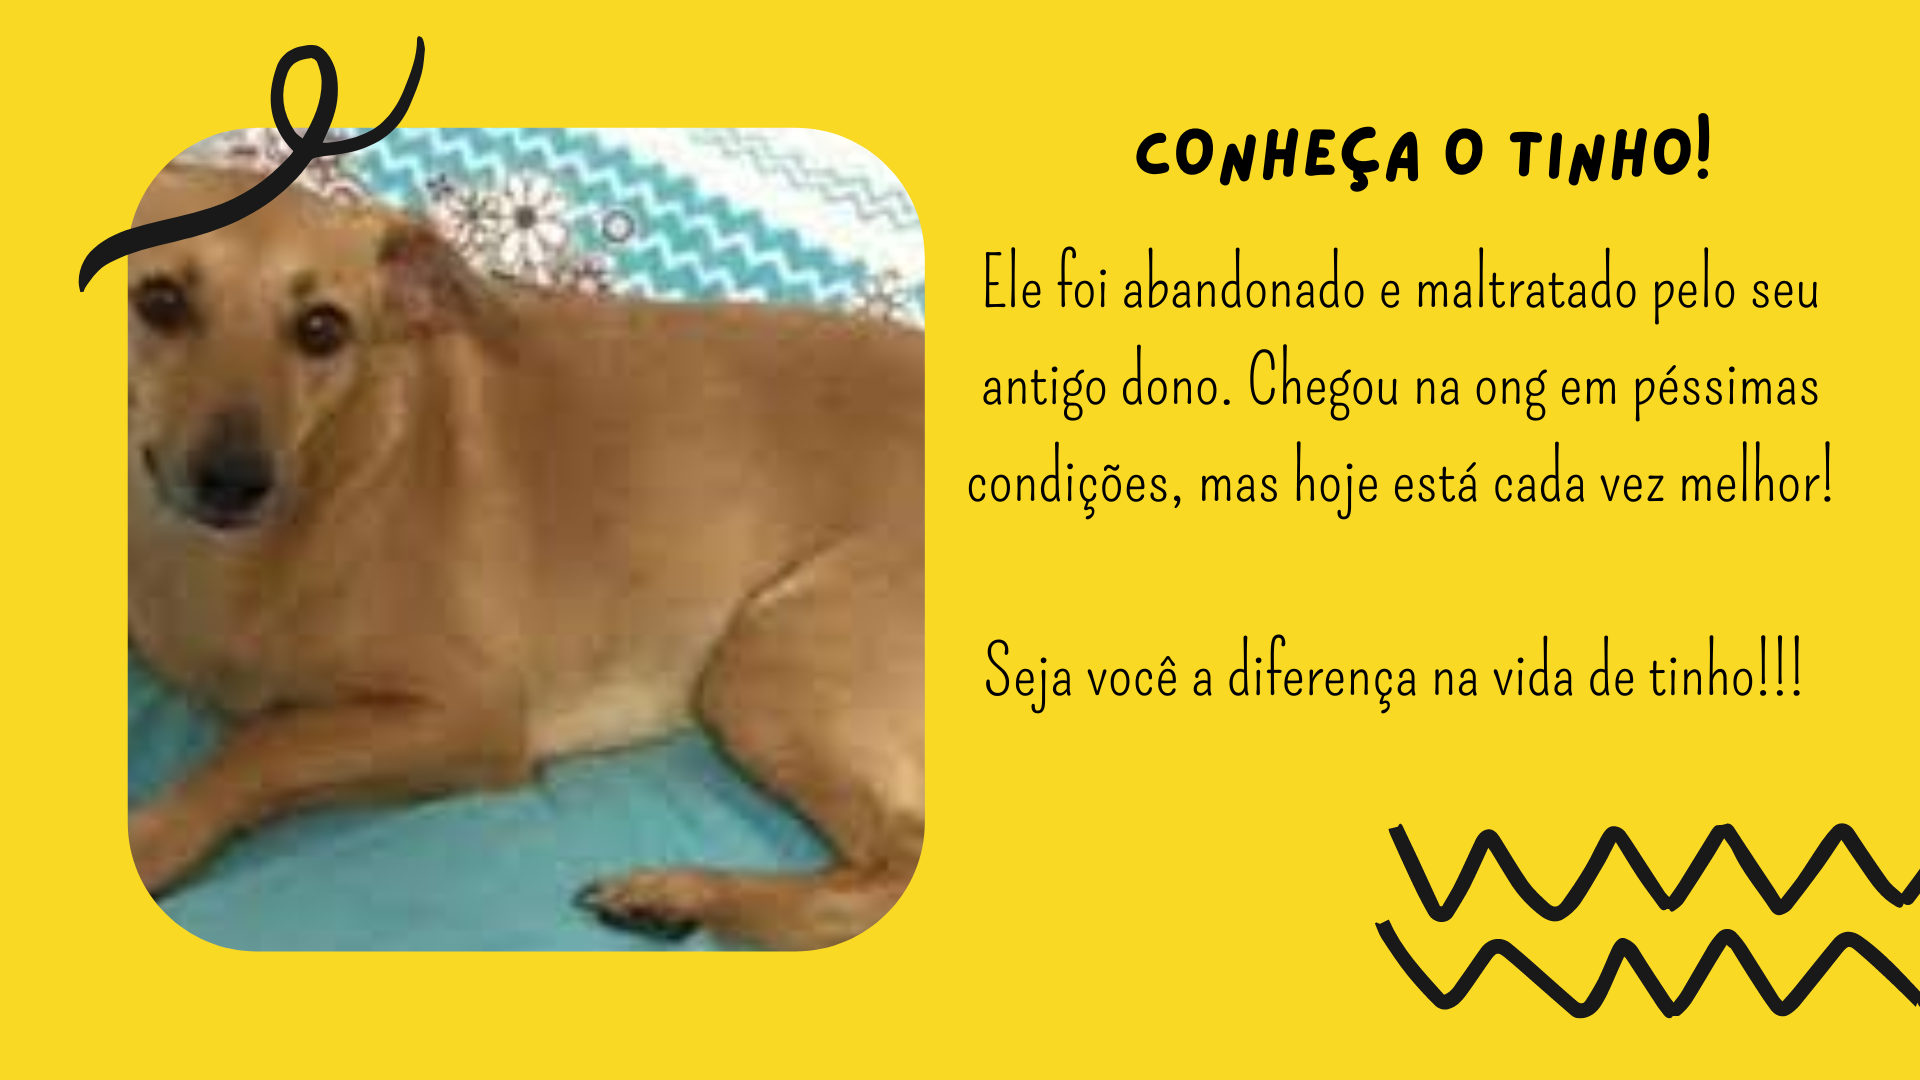 CONHEÇA O TINHO!
Ele foi abandonado e maltratado pelo seu
antigo dono. Chegou na ong em péssimas
condições, mas hoje está cada vez melhor!
Seja você a diferença na vida de tinho!!!